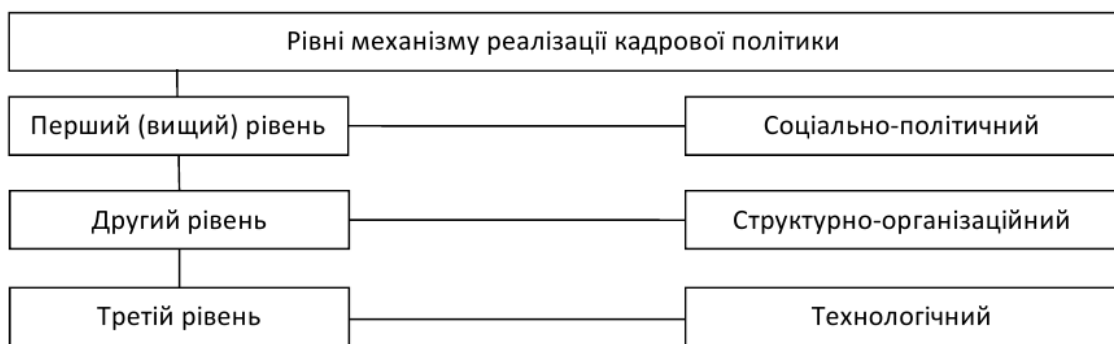 Рівні механізму реалізації кадрової політики
Перший (вищий) рівень
Соціально-політичний
Другий рівень
Структурно-організаційний
Третій рівень
Технологічний